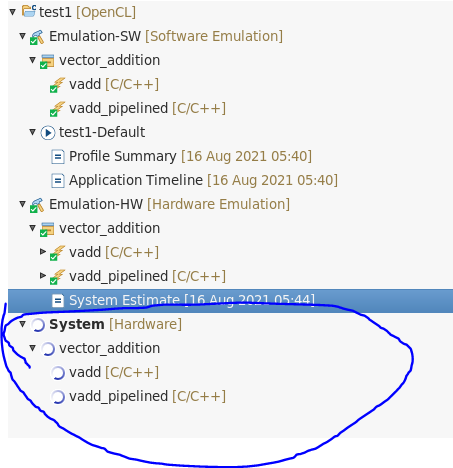 test1 [OpenCL]
Emulation-SW [Software Emulation]
vector_addition
vadd [C/C++]
vadd_pipelined [C/C++]
test1-Default
Profile Summary [16 Aug 2021 05:40]
Application Timeline [16 Aug 2021 05:40]
Emulation-HW [Hardware Emulation]
vector_addition
vadd [C/C++]
vadd_pipelined [C/C++]
System Estimate [16 Aug 2021 05:44]
System [Hardware]
vector_addition
vadd [C/C++]
vadd_pipelined [C/C++]